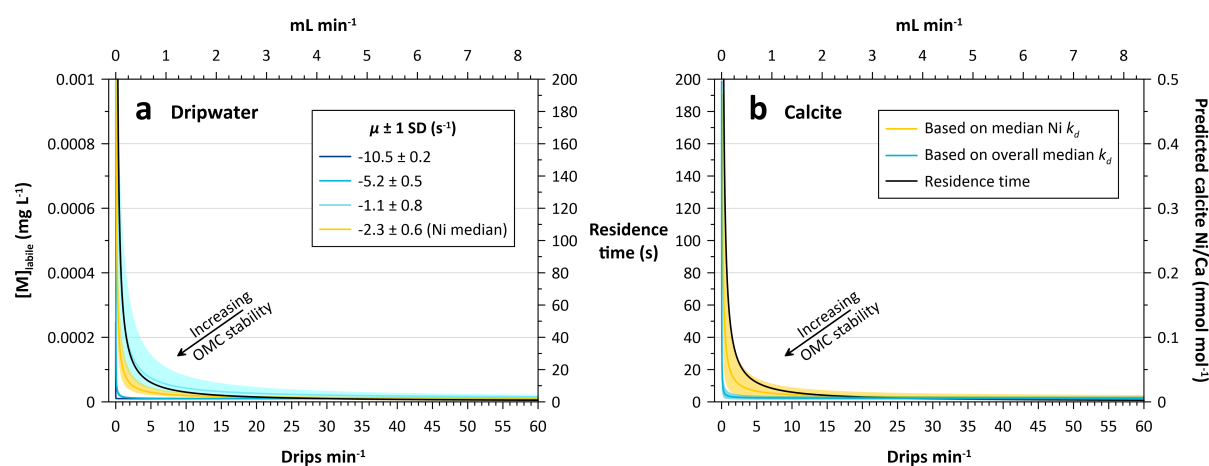 mL min⁻¹
0 1 2 3 4 5 6 7 8
a Dripwater
μ ± 1 SD (s⁻¹)
-10.5 ± 0.2
-5.2 ± 0.5
-1.1 ± 0.8
-2.3 ± 0.6 (Ni median)
Increasing
OMC stability
[M]labile (mg L⁻¹)
0.001
0.0008
0.0006
0.0004
0.0002
0
200
180
160
140
120
100
80
60
40
20
0
Residence
time (s)
0 5 10 15 20 25 30 35 40 45 50 55 60
Drips min⁻¹
mL min⁻¹
0 1 2 3 4 5 6 7 8
b Calcite
Based on median Ni kd
Based on overall median kd
Residence time
Increasing
OMC stability
200
180
160
140
120
100
80
60
40
20
0
0.5
0.4
0.3
0.2
0.1
0
Predicted calcite Ni/Ca (mmol mol⁻¹)
0 5 10 15 20 25 30 35 40 45 50 55 60
Drips min⁻¹